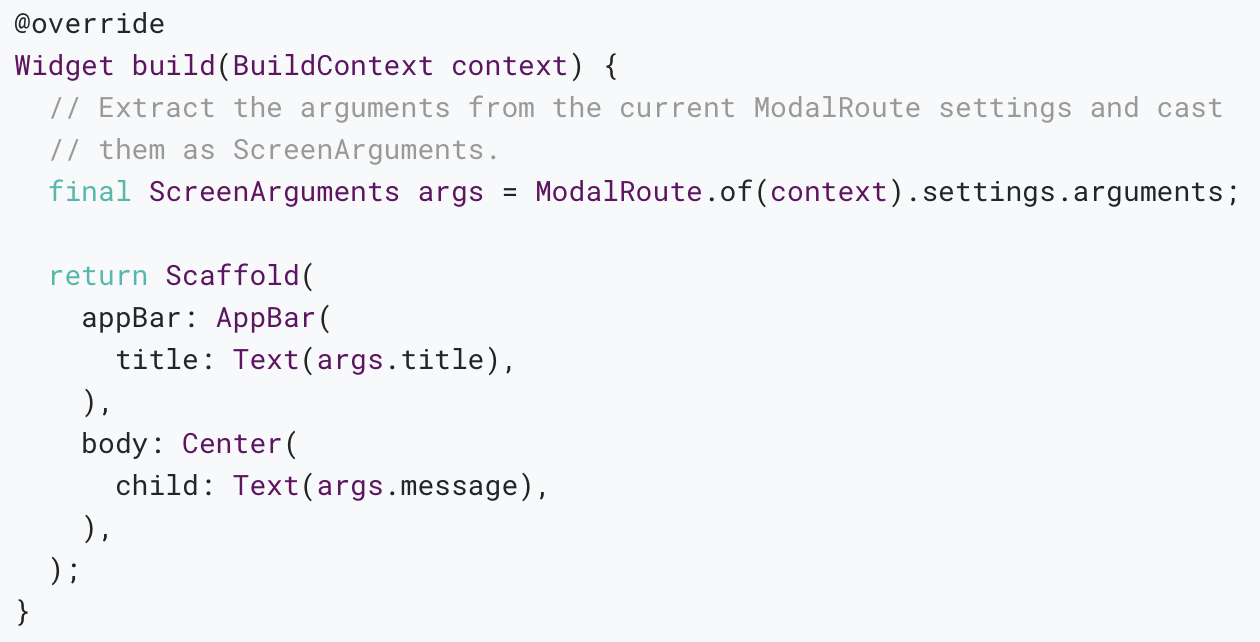 @override
Widget build(BuildContext context) {
  // Extract the arguments from the current ModalRoute settings and cast
  // them as ScreenArguments.
  final ScreenArguments args = ModalRoute.of(context).settings.arguments;

  return Scaffold(
    appBar: AppBar(
      title: Text(args.title),
    ),
    body: Center(
      child: Text(args.message),
    ),
  );
}